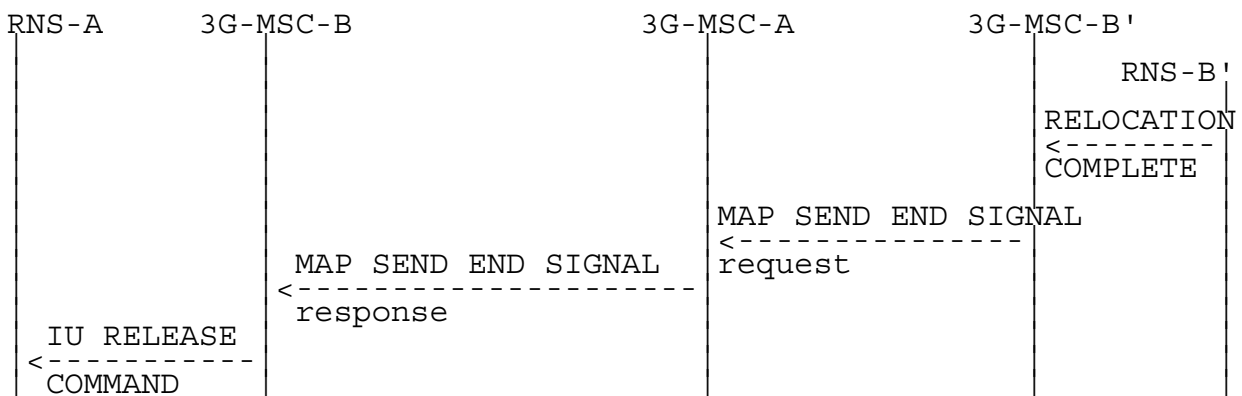 RNS-A 3G-MSC-B 3G-MSC-A 3G-MSC-B'
RNS-B'
RELOCATION
COMPLETE
MAP SEND END SIGNAL
request
MAP SEND END SIGNAL
response
IU RELEASE
COMMAND